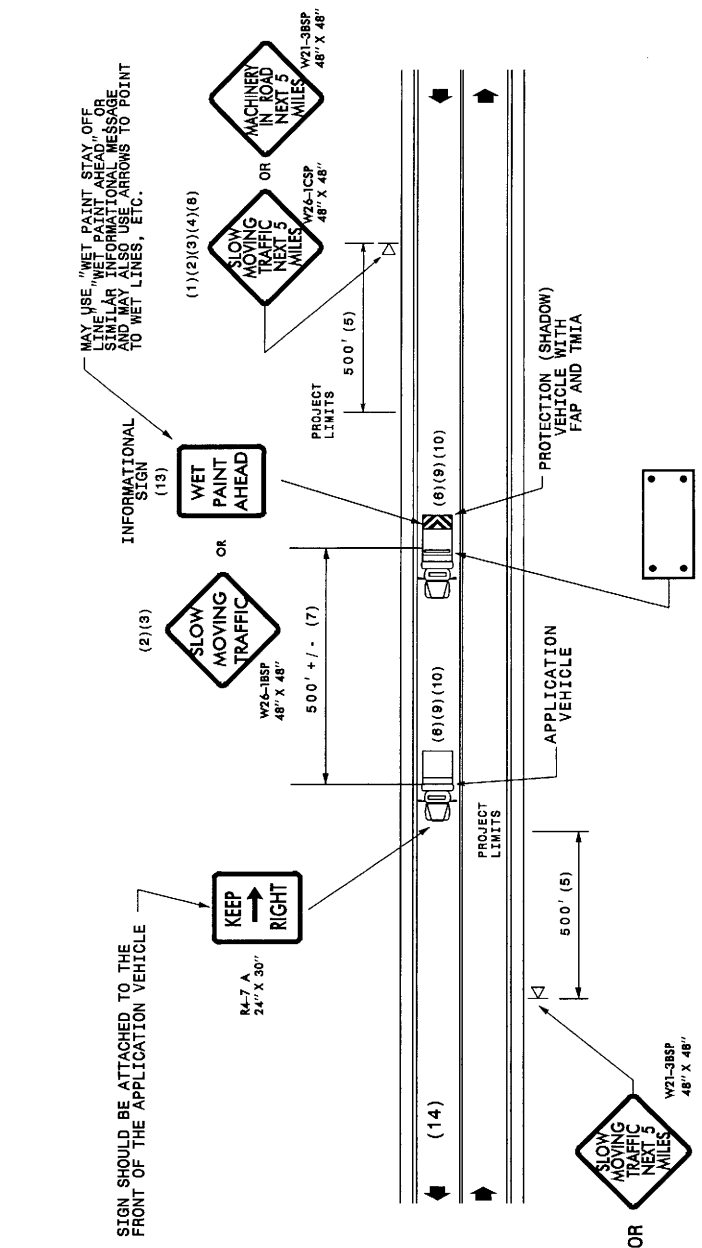 SIGN SHOULD BE ATTACHED TO THE
FRONT OF THE APPLICATION VEHICLE
KEEP
RIGHT
R4-7 A
24" X 30"
(2)(3)
SLOW
MOVING
TRAFFIC
W26-1BSP
48" X 48"
OR
INFORMATIONAL
SIGN
(13)
WET
PAINT
AHEAD
MAY USE "WET PAINT STAY OFF
LINE" "WET PAINT AHEAD" OR
SIMILAR INFORMATIONAL MESSAGE
AND MAY ALSO USE ARROWS TO POINT
TO WET LINES, ETC.
(1)(2)(3)(4)(8)
SLOW
MOVING
TRAFFIC
NEXT 5
MILES
W26-1CSP
48" X 48"
OR
MACHINERY
IN ROAD
NEXT 5
MILES
W21-3BSP
48" X 48"
500' +/- (7)
PROJECT
LIMITS
500' (5)
(14)
(6)(9)(10)
(6)(9)(10)
PROJECT
LIMITS
500' (5)
APPLICATION
VEHICLE
PROTECTION (SHADOW)
VEHICLE WITH
FAP AND TMIA
OR
SLOW
MOVING
TRAFFIC
NEXT 5
MILES
W21-3BSP
48" X 48"